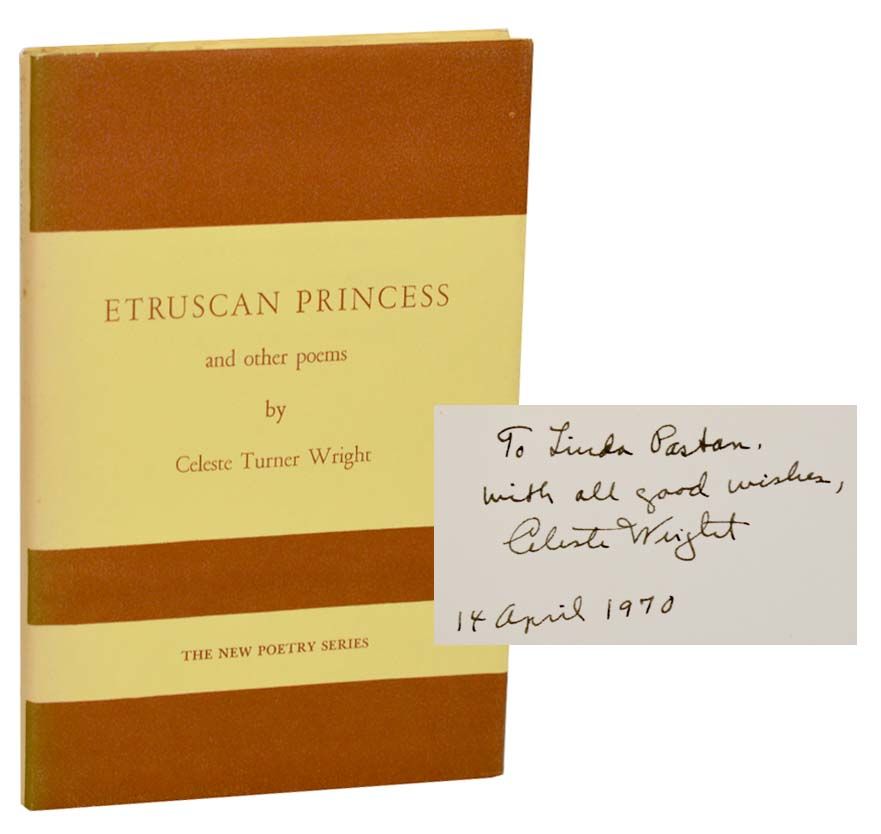 ETRUSCAN PRINCESS
and other poems
by
Celeste Turner Wright
THE NEW POETRY SERIES
To Linda Pastan,
with all good wishes,
Celeste Wright
14 April 1970